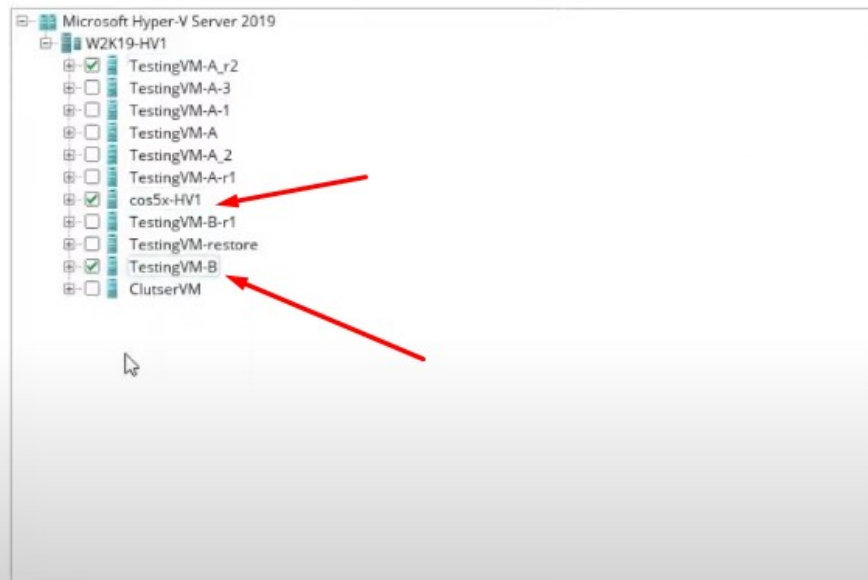 Microsoft Hyper-V Server 2019
W2K19-HV1
TestingVM-A_r2
TestingVM-A-3
TestingVM-A-1
TestingVM-A
TestingVM-A_2
TestingVM-A-r1
cos5x-HV1
TestingVM-B-r1
TestingVM-restore
TestingVM-B
ClutserVM